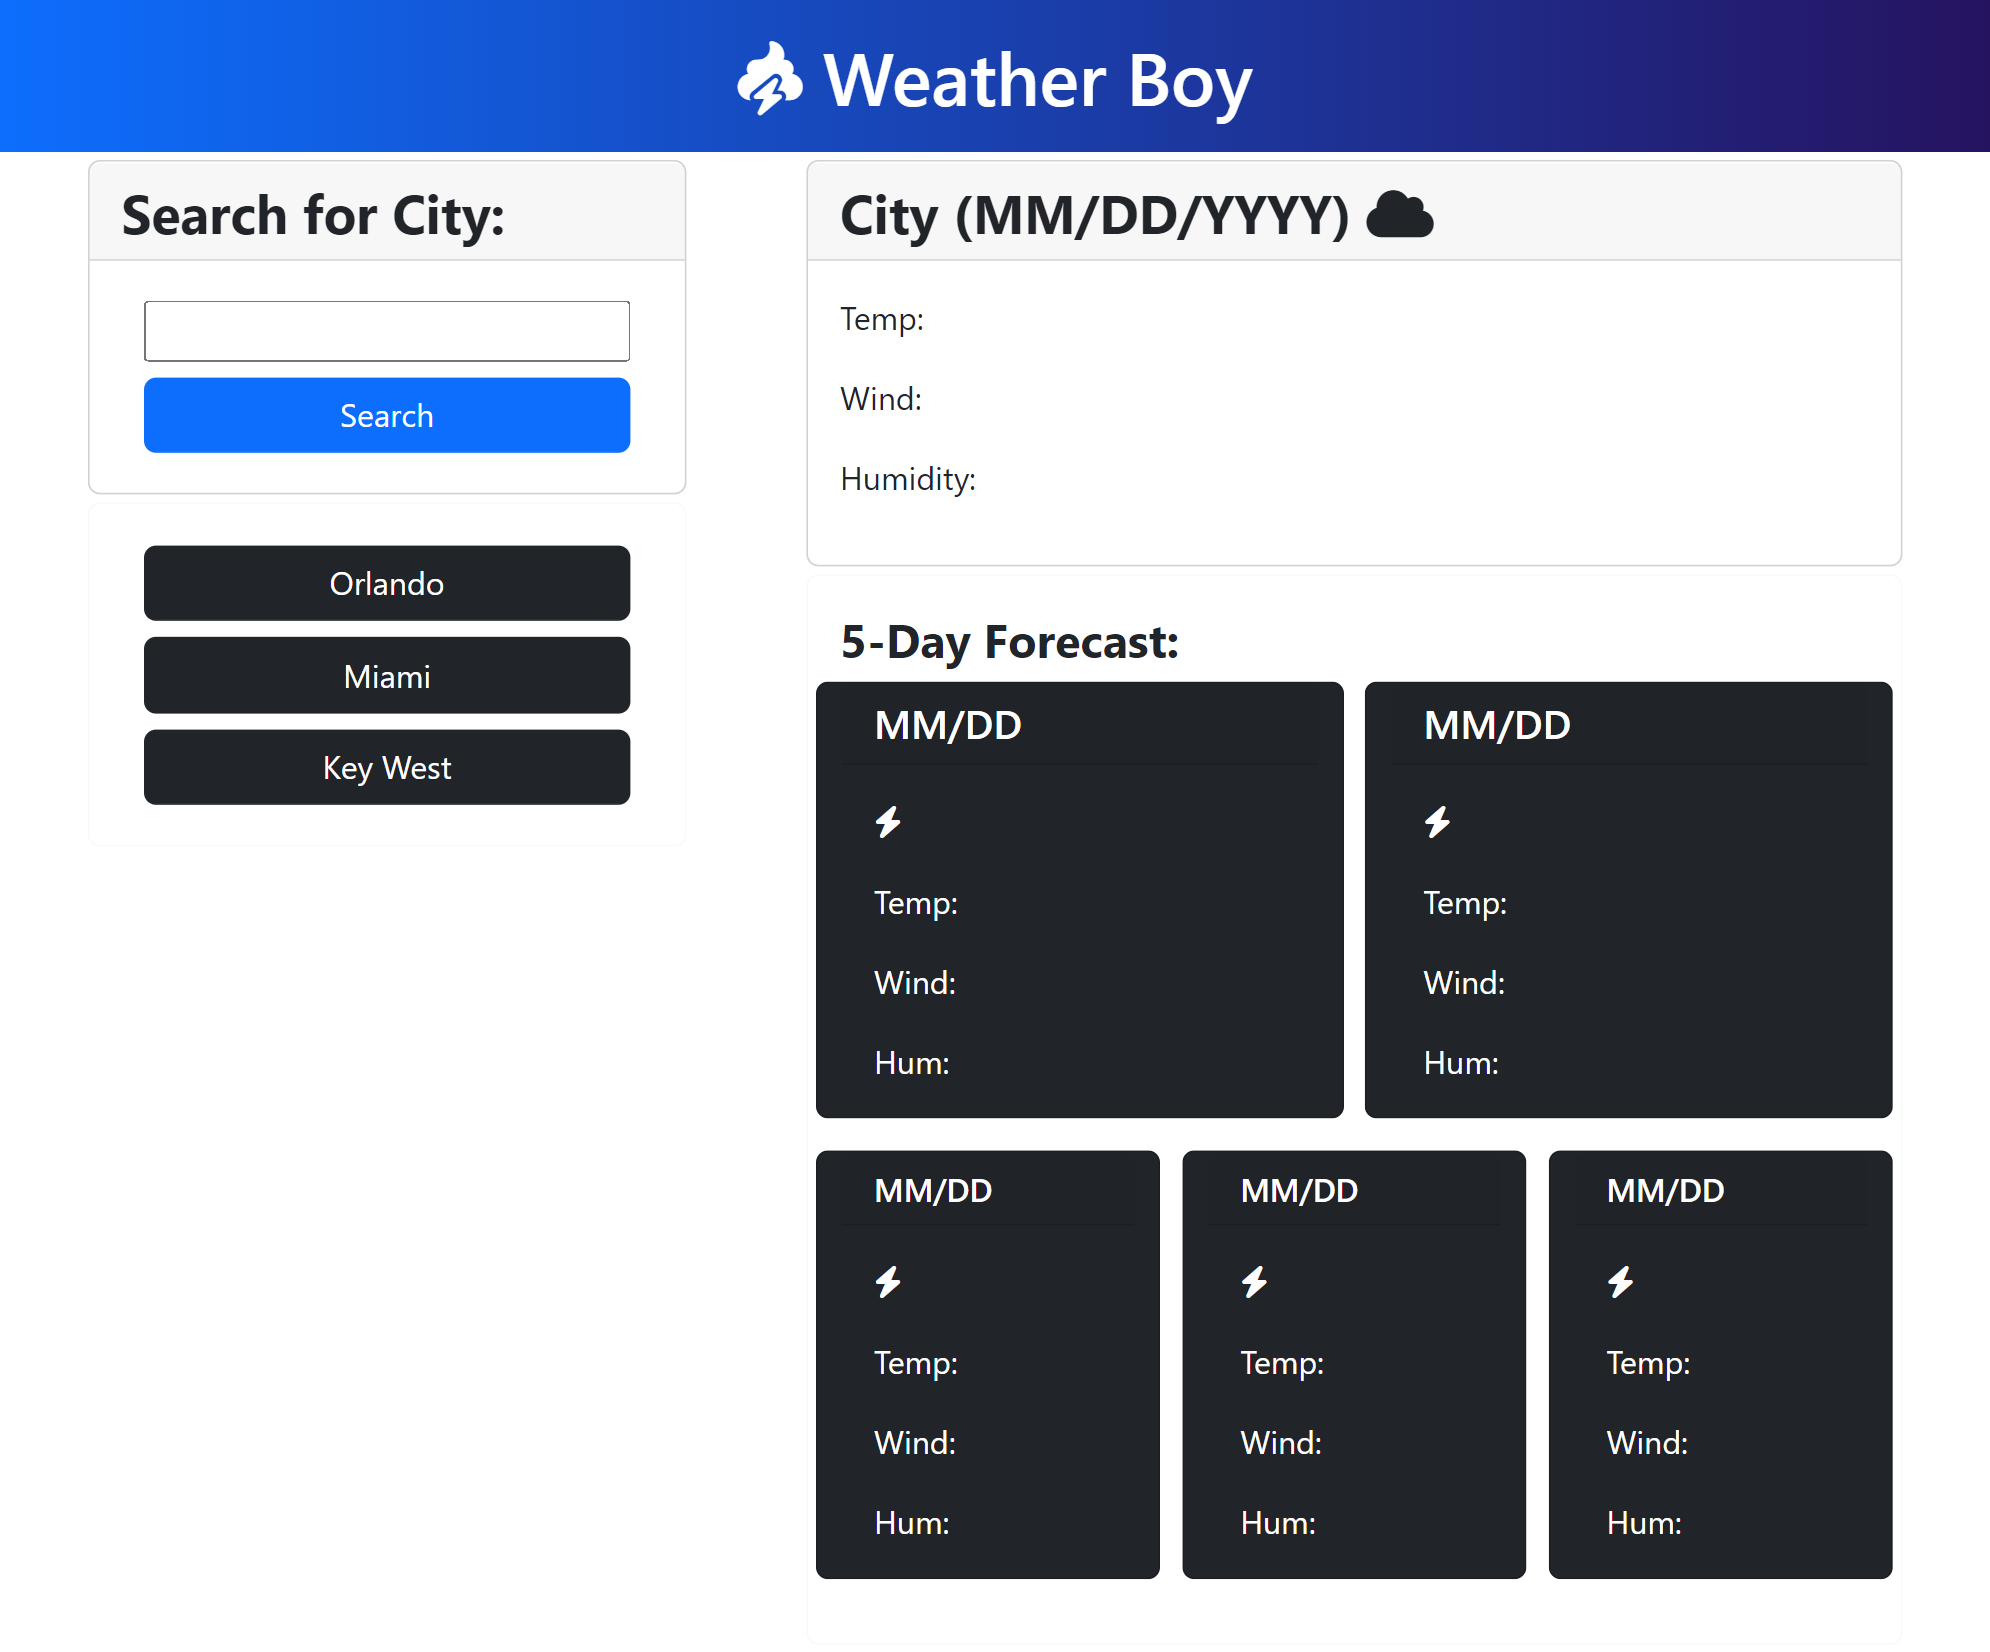 Weather Boy
Search for City:
Search
Orlando
Miami
Key West
City (MM/DD/YYYY)
Temp:
Wind:
Humidity:
5-Day Forecast:
MM/DD
Temp:
Wind:
Hum:
MM/DD
Temp:
Wind:
Hum:
MM/DD
Temp:
Wind:
Hum:
MM/DD
Temp:
Wind:
Hum:
MM/DD
Temp:
Wind:
Hum: